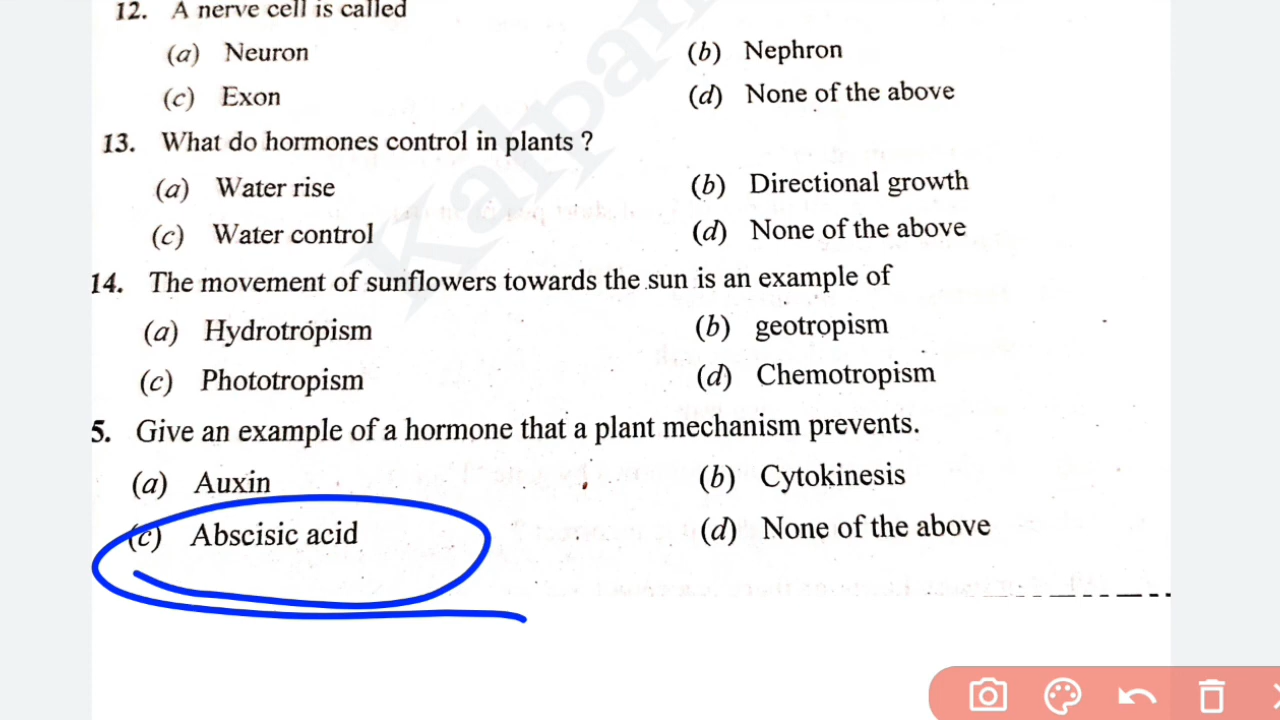 12. A nerve cell is called
(a) Neuron (b) Nephron
(c) Exon (d) None of the above
13. What do hormones control in plants ?
(a) Water rise (b) Directional growth
(c) Water control (d) None of the above
14. The movement of sunflowers towards the sun is an example of
(a) Hydrotropism (b) geotropism
(c) Phototropism (d) Chemotropism
5. Give an example of a hormone that a plant mechanism prevents.
(a) Auxin (b) Cytokinesis
(c) Abscisic acid (d) None of the above